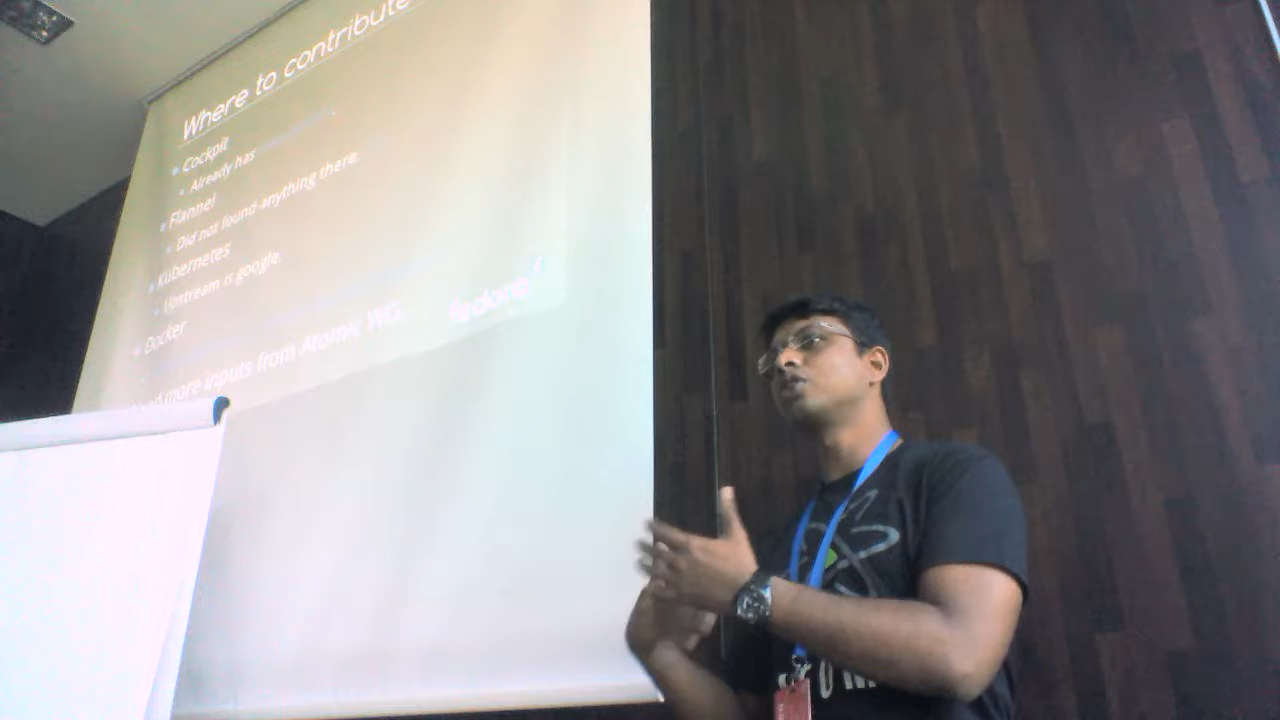 Where to contribute
Cockpit
Already has
Flannel
Did not found anything there.
Kubernetes
Upstream is google.
Docker
more inputs from Atomic WG.
fedora